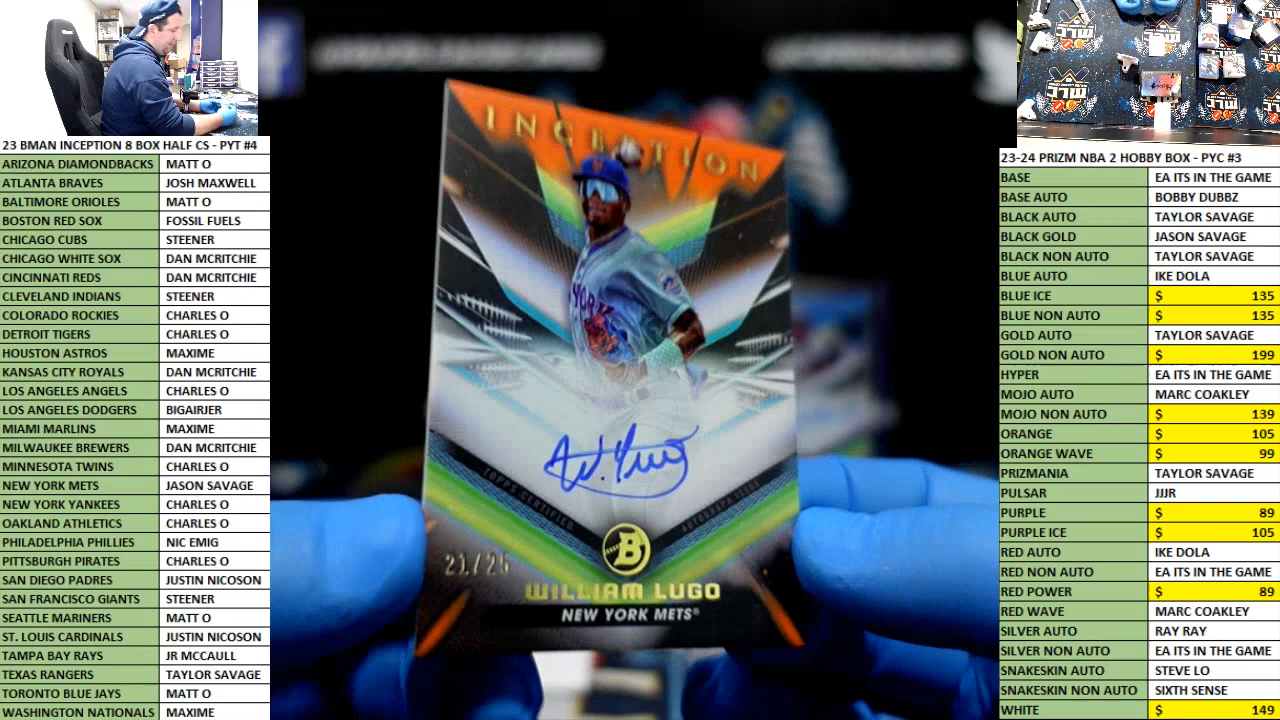 23 BMAN INCEPTION 8 BOX HALF CS - PYT #4
ARIZONA DIAMONDBACKS MATT O
ATLANTA BRAVES JOSH MAXWELL
BALTIMORE ORIOLES MATT O
BOSTON RED SOX FOSSIL FUELS
CHICAGO CUBS STEENER
CHICAGO WHITE SOX DAN MCRITCHIE
CINCINNATI REDS DAN MCRITCHIE
CLEVELAND INDIANS STEENER
COLORADO ROCKIES CHARLES O
DETROIT TIGERS CHARLES O
HOUSTON ASTROS MAXIME
KANSAS CITY ROYALS DAN MCRITCHIE
LOS ANGELES ANGELS CHARLES O
LOS ANGELES DODGERS BIGAIRJER
MIAMI MARLINS MAXIME
MILWAUKEE BREWERS DAN MCRITCHIE
MINNESOTA TWINS CHARLES O
NEW YORK METS JASON SAVAGE
NEW YORK YANKEES CHARLES O
OAKLAND ATHLETICS CHARLES O
PHILADELPHIA PHILLIES NIC EMIG
PITTSBURGH PIRATES CHARLES O
SAN DIEGO PADRES JUSTIN NICOSON
SAN FRANCISCO GIANTS STEENER
SEATTLE MARINERS MATT O
ST. LOUIS CARDINALS JUSTIN NICOSON
TAMPA BAY RAYS JR MCCAULL
TEXAS RANGERS TAYLOR SAVAGE
TORONTO BLUE JAYS MATT O
WASHINGTON NATIONALS MAXIME
INCEPTION
YORK
W. Lugo
TOPPS CERTIFIED
AUTOGRAPH ISSUE
B
21/25
WILLIAM LUGO
NEW YORK METS®
23-24 PRIZM NBA 2 HOBBY BOX - PYC #3
BASE EA ITS IN THE GAME
BASE AUTO BOBBY DUBBZ
BLACK AUTO TAYLOR SAVAGE
BLACK GOLD JASON SAVAGE
BLACK NON AUTO TAYLOR SAVAGE
BLUE AUTO IKE DOLA
BLUE ICE $ 135
BLUE NON AUTO $ 135
GOLD AUTO TAYLOR SAVAGE
GOLD NON AUTO $ 199
HYPER EA ITS IN THE GAME
MOJO AUTO MARC COAKLEY
MOJO NON AUTO $ 139
ORANGE $ 105
ORANGE WAVE $ 99
PRIZMANIA TAYLOR SAVAGE
PULSAR JJJR
PURPLE $ 89
PURPLE ICE $ 105
RED AUTO IKE DOLA
RED NON AUTO EA ITS IN THE GAME
RED POWER $ 89
RED WAVE MARC COAKLEY
SILVER AUTO RAY RAY
SILVER NON AUTO EA ITS IN THE GAME
SNAKESKIN AUTO STEVE LO
SNAKESKIN NON AUTO SIXTH SENSE
WHITE $ 149